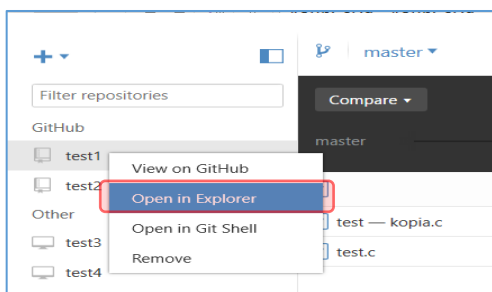 master
Filter repositories
Compare
GitHub
master
test1
View on GitHub
test2
Open in Explorer
Other
Open in Git Shell
test — kopia.c
test3
Remove
test.c
test4